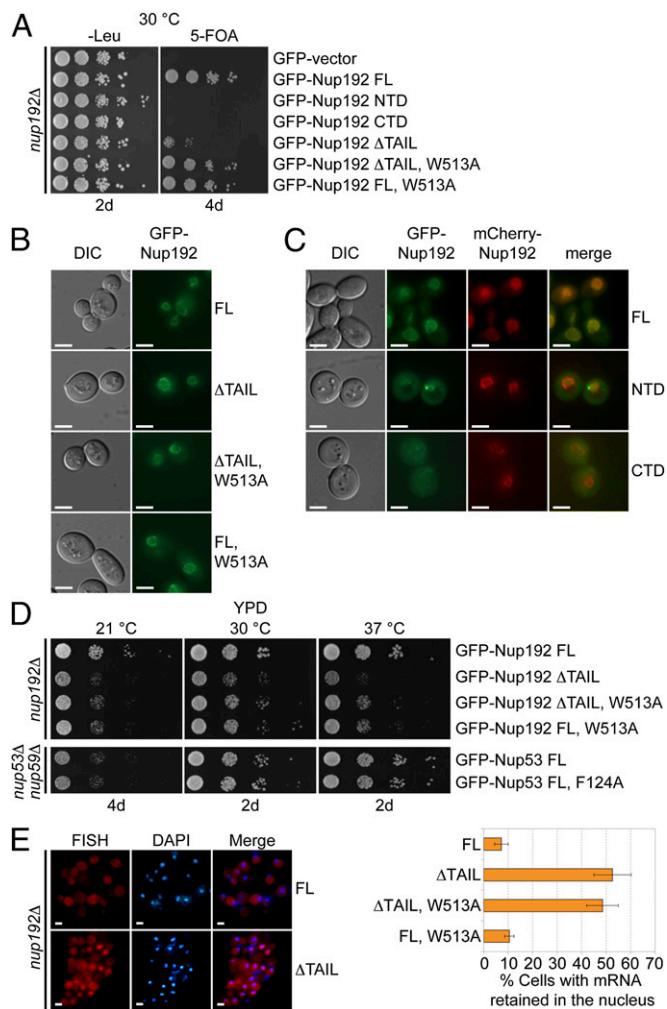 A
30 °C
-Leu 5-FOA
nup192Δ
GFP-vector
GFP-Nup192 FL
GFP-Nup192 NTD
GFP-Nup192 CTD
GFP-Nup192 ΔTAIL
GFP-Nup192 ΔTAIL, W513A
GFP-Nup192 FL, W513A
2d 4d
B
DIC GFP-
Nup192
FL
ΔTAIL
ΔTAIL,
W513A
FL,
W513A
C
DIC GFP-
Nup192 mCherry-
Nup192 merge
FL
NTD
CTD
D
YPD
21 °C 30 °C 37 °C
nup192Δ
GFP-Nup192 FL
GFP-Nup192 ΔTAIL
GFP-Nup192 ΔTAIL, W513A
GFP-Nup192 FL, W513A
nup53Δ
nup59Δ
GFP-Nup53 FL
GFP-Nup53 FL, F124A
4d 2d 2d
E
FISH DAPI Merge
nup192Δ
FL
ΔTAIL
FL
ΔTAIL
ΔTAIL, W513A
FL, W513A
0 10 20 30 40 50 60 70
% Cells with mRNA
retained in the nucleus